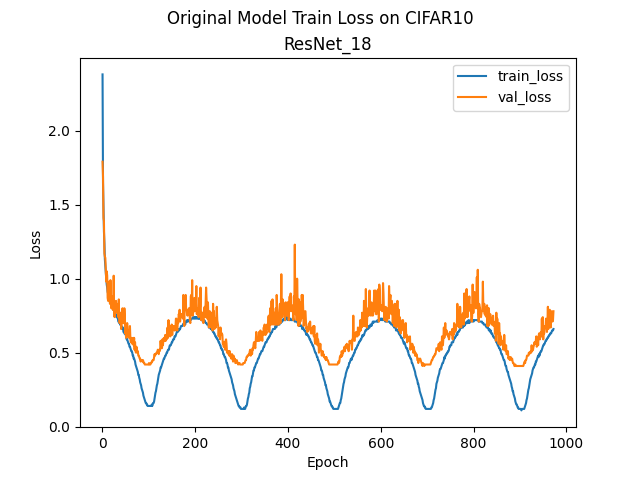 Original Model Train Loss on CIFAR10
ResNet_18
train_loss
val_loss
2.0
1.5
1.0
0.5
0.0
Loss
0 200 400 600 800 1000
Epoch